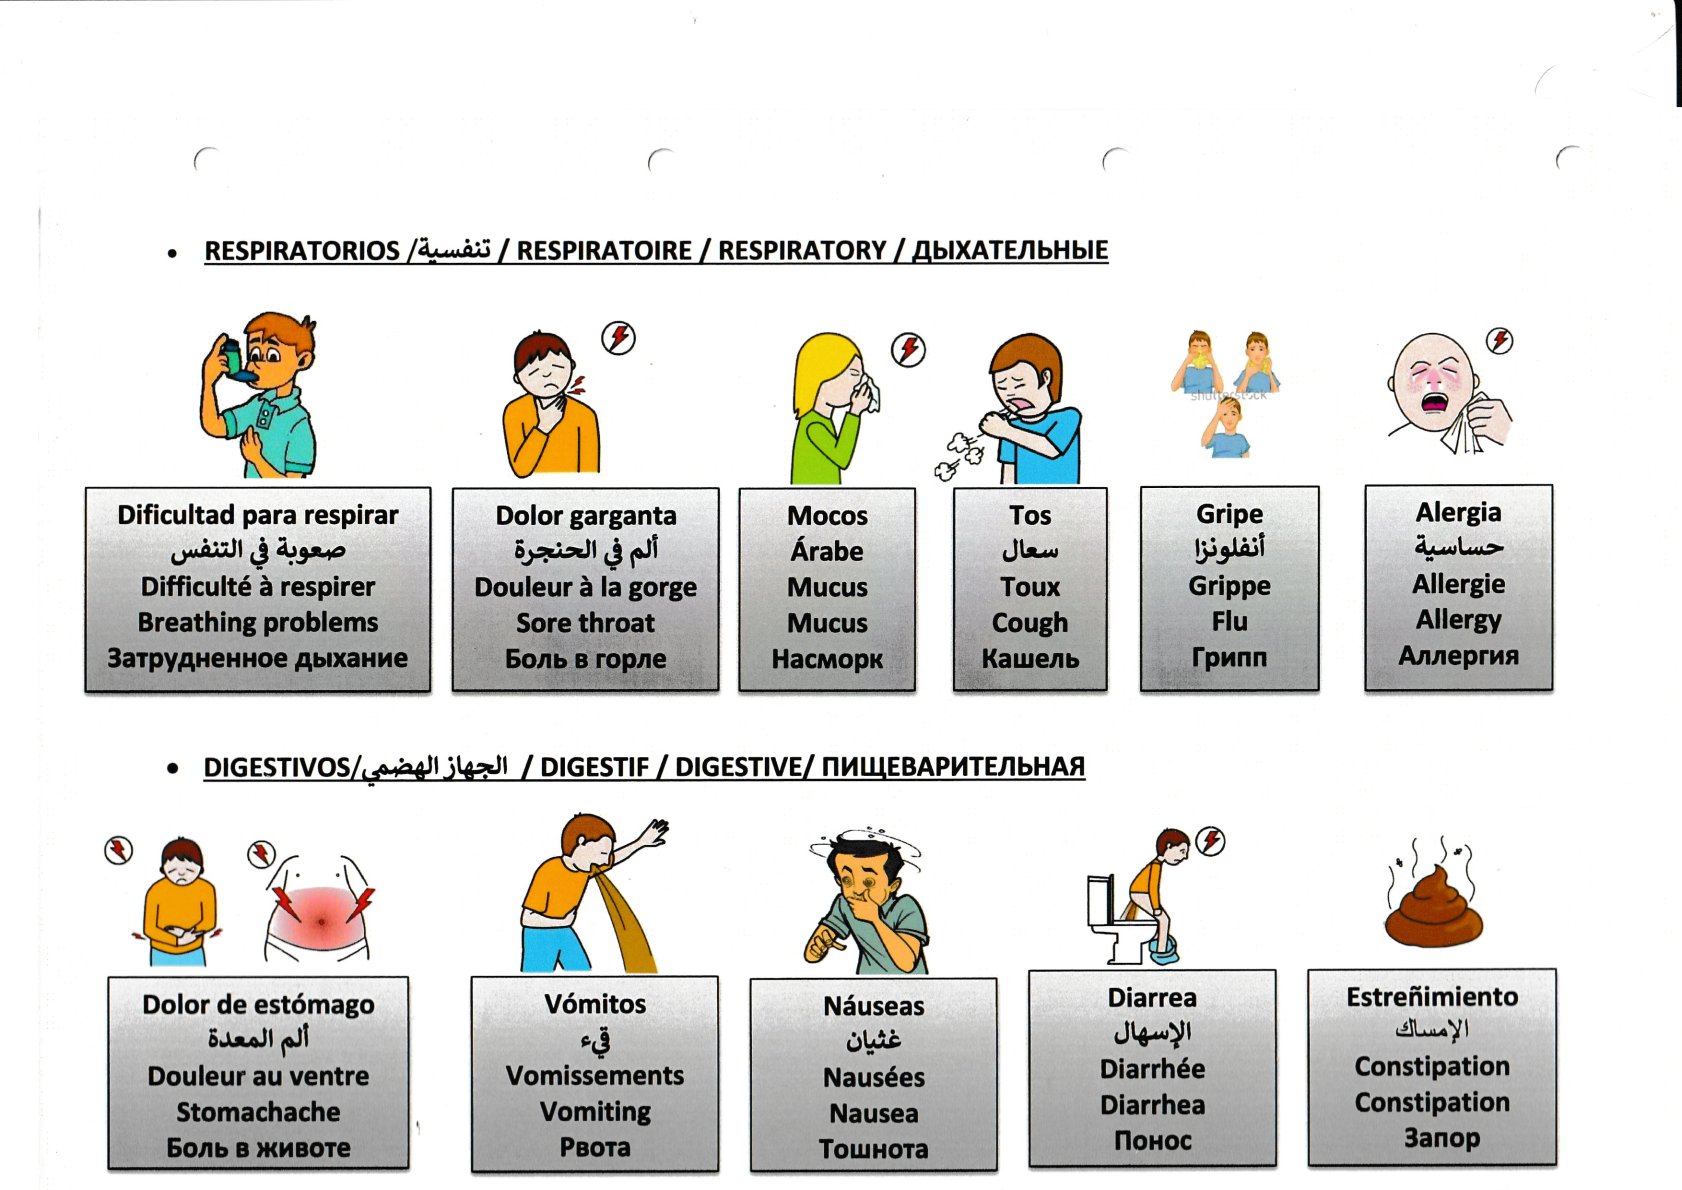 RESPIRATORIOS /تنفسية / RESPIRATOIRE / RESPIRATORY / ДЫХАТЕЛЬНЫЕ
shutterstock
Dificultad para respirar
صعوبة في التنفس
Difficulté à respirer
Breathing problems
Затрудненное дыхание
Dolor garganta
ألم في الحنجرة
Douleur à la gorge
Sore throat
Боль в горле
Mocos
Árabe
Mucus
Mucus
Насморк
Tos
سعال
Toux
Cough
Кашель
Gripe
أنفلونزا
Grippe
Flu
Грипп
Alergia
حساسية
Allergie
Allergy
Аллергия
DIGESTIVOS/الجهاز الهضمي / DIGESTIF / DIGESTIVE/ ПИЩЕВАРИТЕЛЬНАЯ
Dolor de estómago
ألم المعدة
Douleur au ventre
Stomachache
Боль в животе
Vómitos
قيء
Vomissements
Vomiting
Рвота
Náuseas
غثيان
Nausées
Nausea
Тошнота
Diarrea
الإسهال
Diarrhée
Diarrhea
Понос
Estreñimiento
الإمساك
Constipation
Constipation
Запор